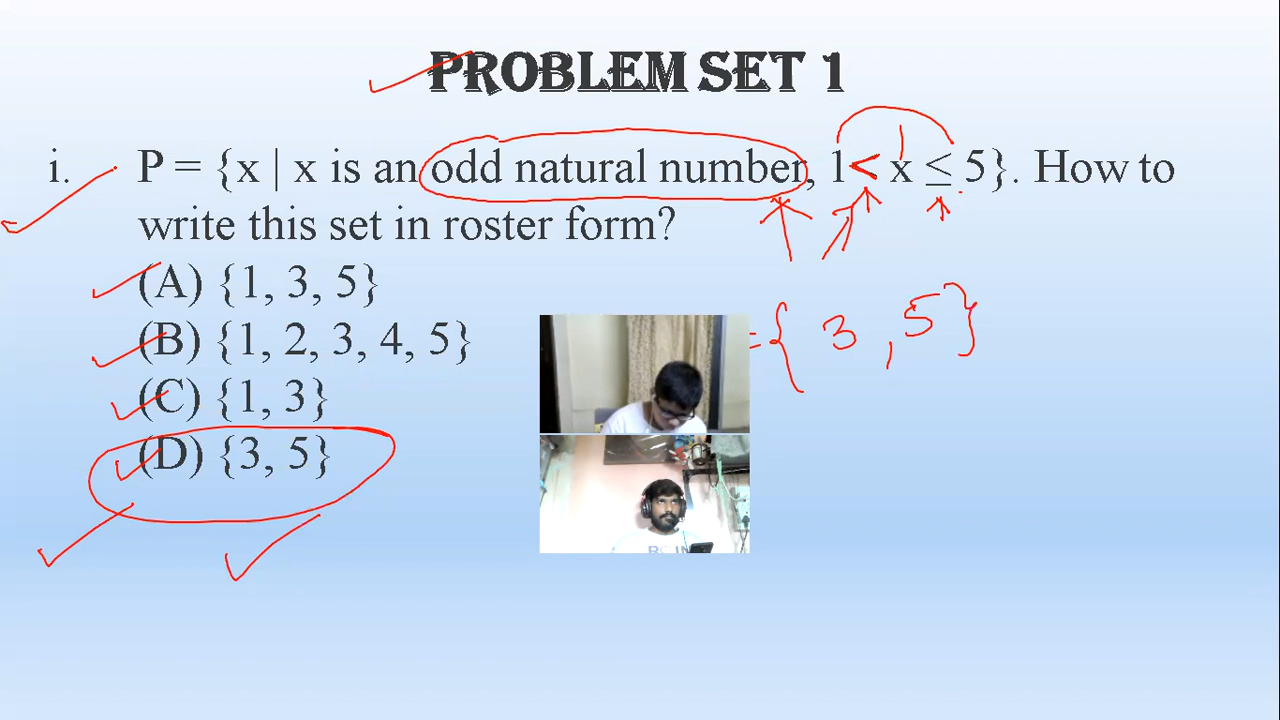 PROBLEM SET 1
i. P = {x | x is an odd natural number, 1 < x ≤ 5}. How to
write this set in roster form?
(A) {1, 3, 5}
(B) {1, 2, 3, 4, 5}
= { 3 , 5 }
(C) {1, 3}
(D) {3, 5}